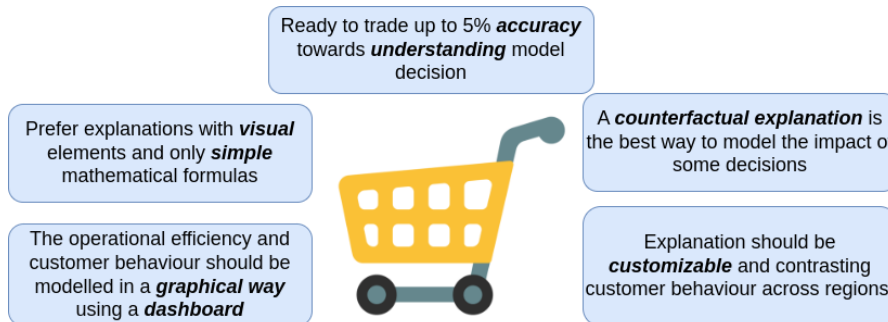 Ready to trade up to 5% accuracy
towards understanding model
decision
Prefer explanations with visual
elements and only simple
mathematical formulas
A counterfactual explanation is
the best way to model the impact o
some decisions
The operational efficiency and
customer behaviour should be
modelled in a graphical way
using a dashboard
Explanation should be
customizable and contrasting
customer behaviour across regions